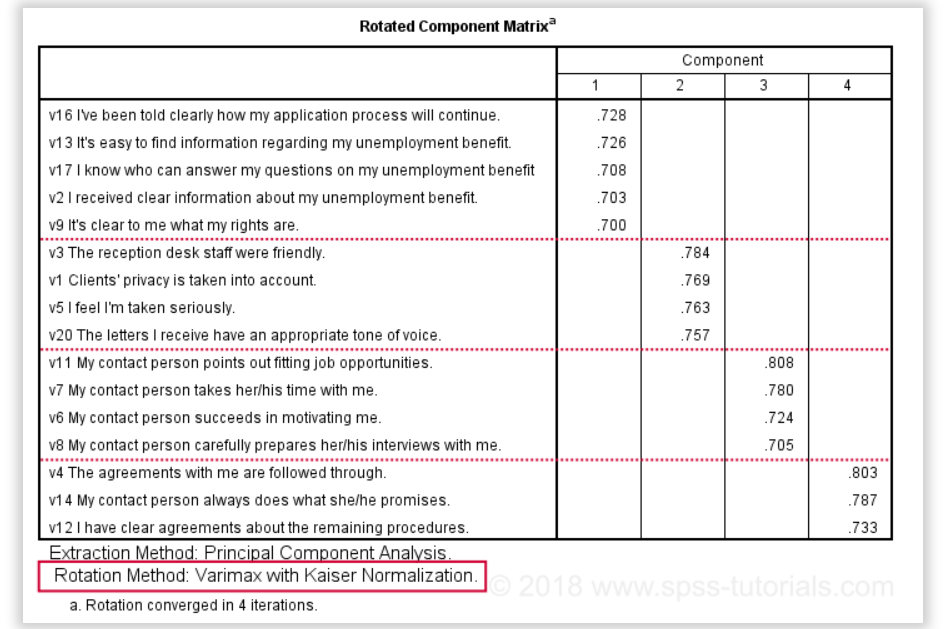 Rotated Component Matrixᵃ
Component
1 2 3 4
v16 I've been told clearly how my application process will continue. .728
v13 It's easy to find information regarding my unemployment benefit. .726
v17 I know who can answer my questions on my unemployment benefit .708
v2 I received clear information about my unemployment benefit. .703
v9 It's clear to me what my rights are. .700
v3 The reception desk staff were friendly. .784
v1 Clients' privacy is taken into account. .769
v5 I feel I'm taken seriously. .763
v20 The letters I receive have an appropriate tone of voice. .757
v11 My contact person points out fitting job opportunities. .808
v7 My contact person takes her/his time with me. .780
v6 My contact person succeeds in motivating me. .724
v8 My contact person carefully prepares her/his interviews with me. .705
v4 The agreements with me are followed through. .803
v14 My contact person always does what she/he promises. .787
v12 I have clear agreements about the remaining procedures. .733
Extraction Method: Principal Component Analysis.
Rotation Method: Varimax with Kaiser Normalization.
© 2018 www.spss-tutorials.com
a. Rotation converged in 4 iterations.